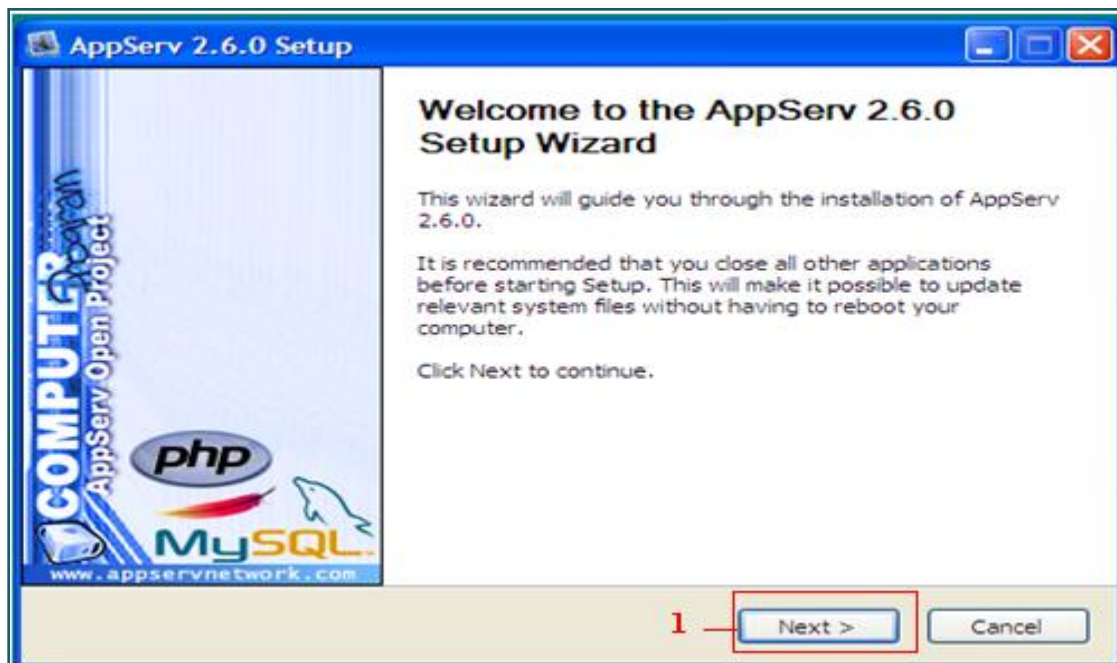 AppServ 2.6.0 Setup
COMPUTER
Program
AppServ Open Project
php
MySQL
www.appservnetwork.com
Welcome to the AppServ 2.6.0
Setup Wizard
This wizard will guide you through the installation of AppServ
2.6.0.
It is recommended that you close all other applications
before starting Setup. This will make it possible to update
relevant system files without having to reboot your
computer.
Click Next to continue.
1
Next >
Cancel